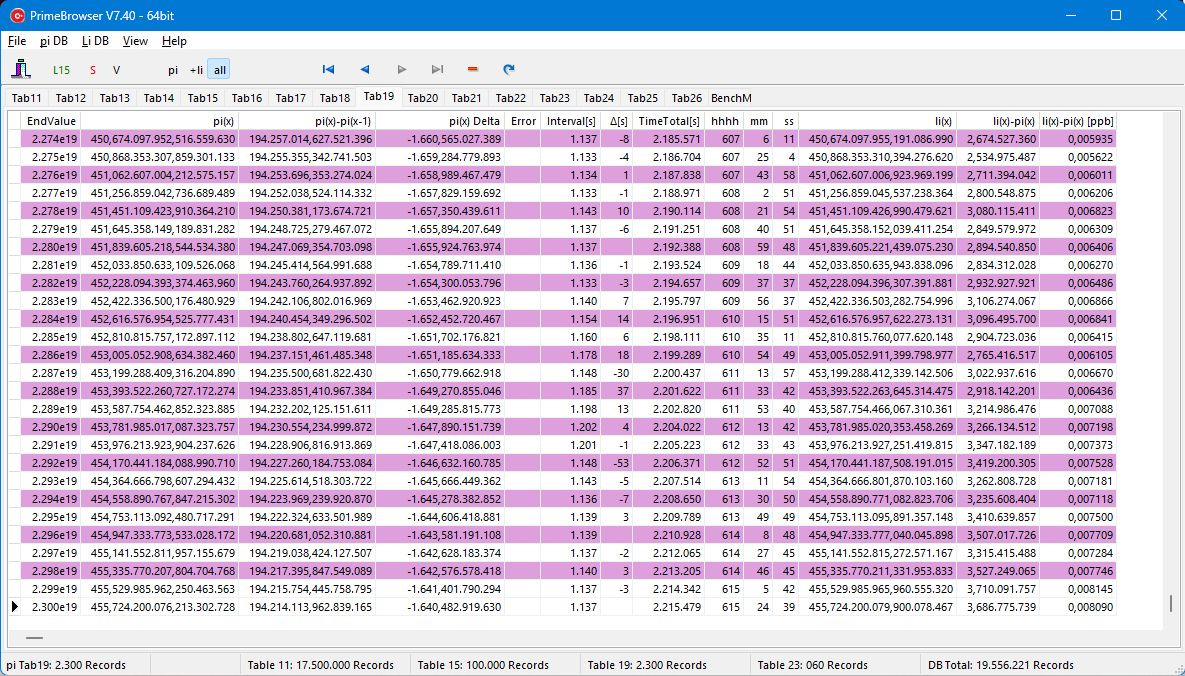 PrimeBrowser V7.40 - 64bit
File pi DB Li DB View Help
L15 S V pi +li all
Tab11 Tab12 Tab13 Tab14 Tab15 Tab16 Tab17 Tab18 Tab19 Tab20 Tab21 Tab22 Tab23 Tab24 Tab25 Tab26 BenchM
EndValue pi(x) pi(x)-pi(x-1) pi(x) Delta Error Interval[s] Δ[s] TimeTotal[s] hhhh mm ss li(x) li(x)-pi(x) li(x)-pi(x) [ppb]
2.274e19 450,674.097.952,516.559.630 194.257.014,627.521.396 -1.660,565.027.389 1.137 -8 2.185.571 607 6 11 450,674.097.955,191.086.990 2,674.527.360 0,005935
2.275e19 450,868.353.307,859.301.133 194.255.355,342.741.503 -1.659,284.779.893 1.133 -4 2.186.704 607 25 4 450,868.353.310,394.276.620 2,534.975.487 0,005622
2.276e19 451,062.607.004,212.575.157 194.253.696,353.274.024 -1.658,989.467.479 1.134 1 2.187.838 607 43 58 451,062.607.006,923.969.199 2,711.394.042 0,006011
2.277e19 451,256.859.042,736.689.489 194.252.038,524.114.332 -1.657,829.159.692 1.133 -1 2.188.971 608 2 51 451,256.859.045,537.238.364 2,800.548.875 0,006206
2.278e19 451,451.109.423,910.364.210 194.250.381,173.674.721 -1.657,350.439.611 1.143 10 2.190.114 608 21 54 451,451.109.426,990.479.621 3,080.115.411 0,006823
2.279e19 451,645.358.149,189.831.282 194.248.725,279.467.072 -1.655,894.207.649 1.137 -6 2.191.251 608 40 51 451,645.358.152,039.411.254 2,849.579.972 0,006309
2.280e19 451,839.605.218,544.534.380 194.247.069,354.703.098 -1.655,924.763.974 1.137 2.192.388 608 59 48 451,839.605.221,439.075.230 2,894.540.850 0,006406
2.281e19 452,033.850.633,109.526.068 194.245.414,564.991.688 -1.654,789.711.410 1.136 -1 2.193.524 609 18 44 452,033.850.635,943.838.096 2,834.312.028 0,006270
2.282e19 452,228.094.393,374.463.960 194.243.760,264.937.892 -1.654,300.053.796 1.133 -3 2.194.657 609 37 37 452,228.094.396,307.391.881 2,932.927.921 0,006486
2.283e19 452,422.336.500,176.480.929 194.242.106,802.016.969 -1.653,462.920.923 1.140 7 2.195.797 609 56 37 452,422.336.503,282.754.996 3,106.274.067 0,006866
2.284e19 452,616.576.954,525.777.431 194.240.454,349.296.502 -1.652,452.720.467 1.154 14 2.196.951 610 15 51 452,616.576.957,622.273.131 3,096.495.700 0,006841
2.285e19 452,810.815.757,172.897.112 194.238.802,647.119.681 -1.651,702.176.821 1.160 6 2.198.111 610 35 11 452,810.815.760,077.620.148 2,904.723.036 0,006415
2.286e19 453,005.052.908,634.382.460 194.237.151,461.485.348 -1.651,185.634.333 1.178 18 2.199.289 610 54 49 453,005.052.911,399.798.977 2,765.416.517 0,006105
2.287e19 453,199.288.409,316.204.890 194.235.500,681.822.430 -1.650,779.662.918 1.148 -30 2.200.437 611 13 57 453,199.288.412,339.142.506 3,022.937.616 0,006670
2.288e19 453,393.522.260,727.172.274 194.233.851,410.967.384 -1.649,270.855.046 1.185 37 2.201.622 611 33 42 453,393.522.263,645.314.475 2,918.142.201 0,006436
2.289e19 453,587.754.462,852.323.885 194.232.202,125.151.611 -1.649,285.815.773 1.198 13 2.202.820 611 53 40 453,587.754.466,067.310.361 3,214.986.476 0,007088
2.290e19 453,781.985.017,087.323.757 194.230.554,234.999.872 -1.647,890.151.739 1.202 4 2.204.022 612 13 42 453,781.985.020,353.458.269 3,266.134.512 0,007198
2.291e19 453,976.213.923,904.237.626 194.228.906,816.913.869 -1.647,418.086.003 1.201 -1 2.205.223 612 33 43 453,976.213.927,251.419.815 3,347.182.189 0,007373
2.292e19 454,170.441.184,088.990.710 194.227.260,184.753.084 -1.646,632.160.785 1.148 -53 2.206.371 612 52 51 454,170.441.187,508.191.015 3,419.200.305 0,007528
2.293e19 454,364.666.798,607.294.432 194.225.614,518.303.722 -1.645,666.449.362 1.143 -5 2.207.514 613 11 54 454,364.666.801,870.103.160 3,262.808.728 0,007181
2.294e19 454,558.890.767,847.215.302 194.223.969,239.920.870 -1.645,278.382.852 1.136 -7 2.208.650 613 30 50 454,558.890.771,082.823.706 3,235.608.404 0,007118
2.295e19 454,753.113.092,480.717.291 194.222.324,633.501.989 -1.644,606.418.881 1.139 3 2.209.789 613 49 49 454,753.113.095,891.357.148 3,410.639.857 0,007500
2.296e19 454,947.333.773,533.028.172 194.220.681,052.310.881 -1.643,581.191.108 1.139 2.210.928 614 8 48 454,947.333.777,040.045.898 3,507.017.726 0,007709
2.297e19 455,141.552.811,957.155.679 194.219.038,424.127.507 -1.642,628.183.374 1.137 -2 2.212.065 614 27 45 455,141.552.815,272.571.167 3,315.415.488 0,007284
2.298e19 455,335.770.207,804.704.768 194.217.395,847.549.089 -1.642,576.578.418 1.140 3 2.213.205 614 46 45 455,335.770.211,331.953.833 3,527.249.065 0,007746
2.299e19 455,529.985.962,250.463.563 194.215.754,445.758.795 -1.641,401.790.294 1.137 -3 2.214.342 615 5 42 455,529.985.965,960.555.320 3,710.091.757 0,008145
2.300e19 455,724.200.076,213.302.728 194.214.113,962.839.165 -1.640,482.919.630 1.137 2.215.479 615 24 39 455,724.200.079,900.078.467 3,686.775.739 0,008090
pi Tab19: 2.300 Records Table 11: 17.500.000 Records Table 15: 100.000 Records Table 19: 2.300 Records Table 23: 060 Records DB Total: 19.556.221 Records